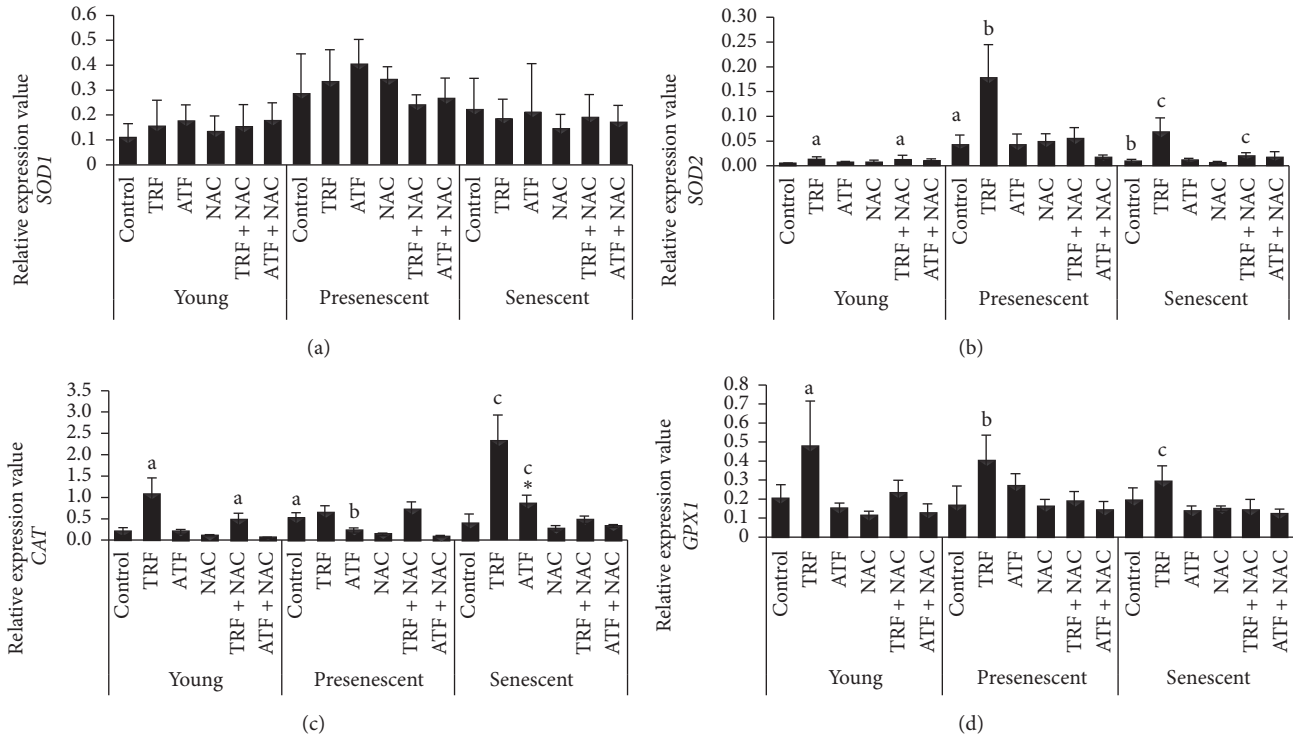 Relative expression value
SOD1
0.6
0.5
0.4
0.3
0.2
0.1
0
Control
TRF
ATF
NAC
TRF + NAC
ATF + NAC
Control
TRF
ATF
NAC
TRF + NAC
ATF + NAC
Control
TRF
ATF
NAC
TRF + NAC
ATF + NAC
Young
Presenescent
Senescent
(a)
Relative expression value
SOD2
0.30
0.25
0.20
0.15
0.10
0.05
0.00
a
a
a
b
b
c
c
Control
TRF
ATF
NAC
TRF + NAC
ATF + NAC
Control
TRF
ATF
NAC
TRF + NAC
ATF + NAC
Control
TRF
ATF
NAC
TRF + NAC
ATF + NAC
Young
Presenescent
Senescent
(b)
Relative expression value
CAT
3.5
3.0
2.5
2.0
1.5
1.0
0.5
0.0
a
a
a
b
c
c
*
Control
TRF
ATF
NAC
TRF + NAC
ATF + NAC
Control
TRF
ATF
NAC
TRF + NAC
ATF + NAC
Control
TRF
ATF
NAC
TRF + NAC
ATF + NAC
Young
Presenescent
Senescent
(c)
Relative expression value
GPX1
0.8
0.7
0.6
0.5
0.4
0.3
0.2
0.1
0
a
b
c
Control
TRF
ATF
NAC
TRF + NAC
ATF + NAC
Control
TRF
ATF
NAC
TRF + NAC
ATF + NAC
Control
TRF
ATF
NAC
TRF + NAC
ATF + NAC
Young
Presenescent
Senescent
(d)